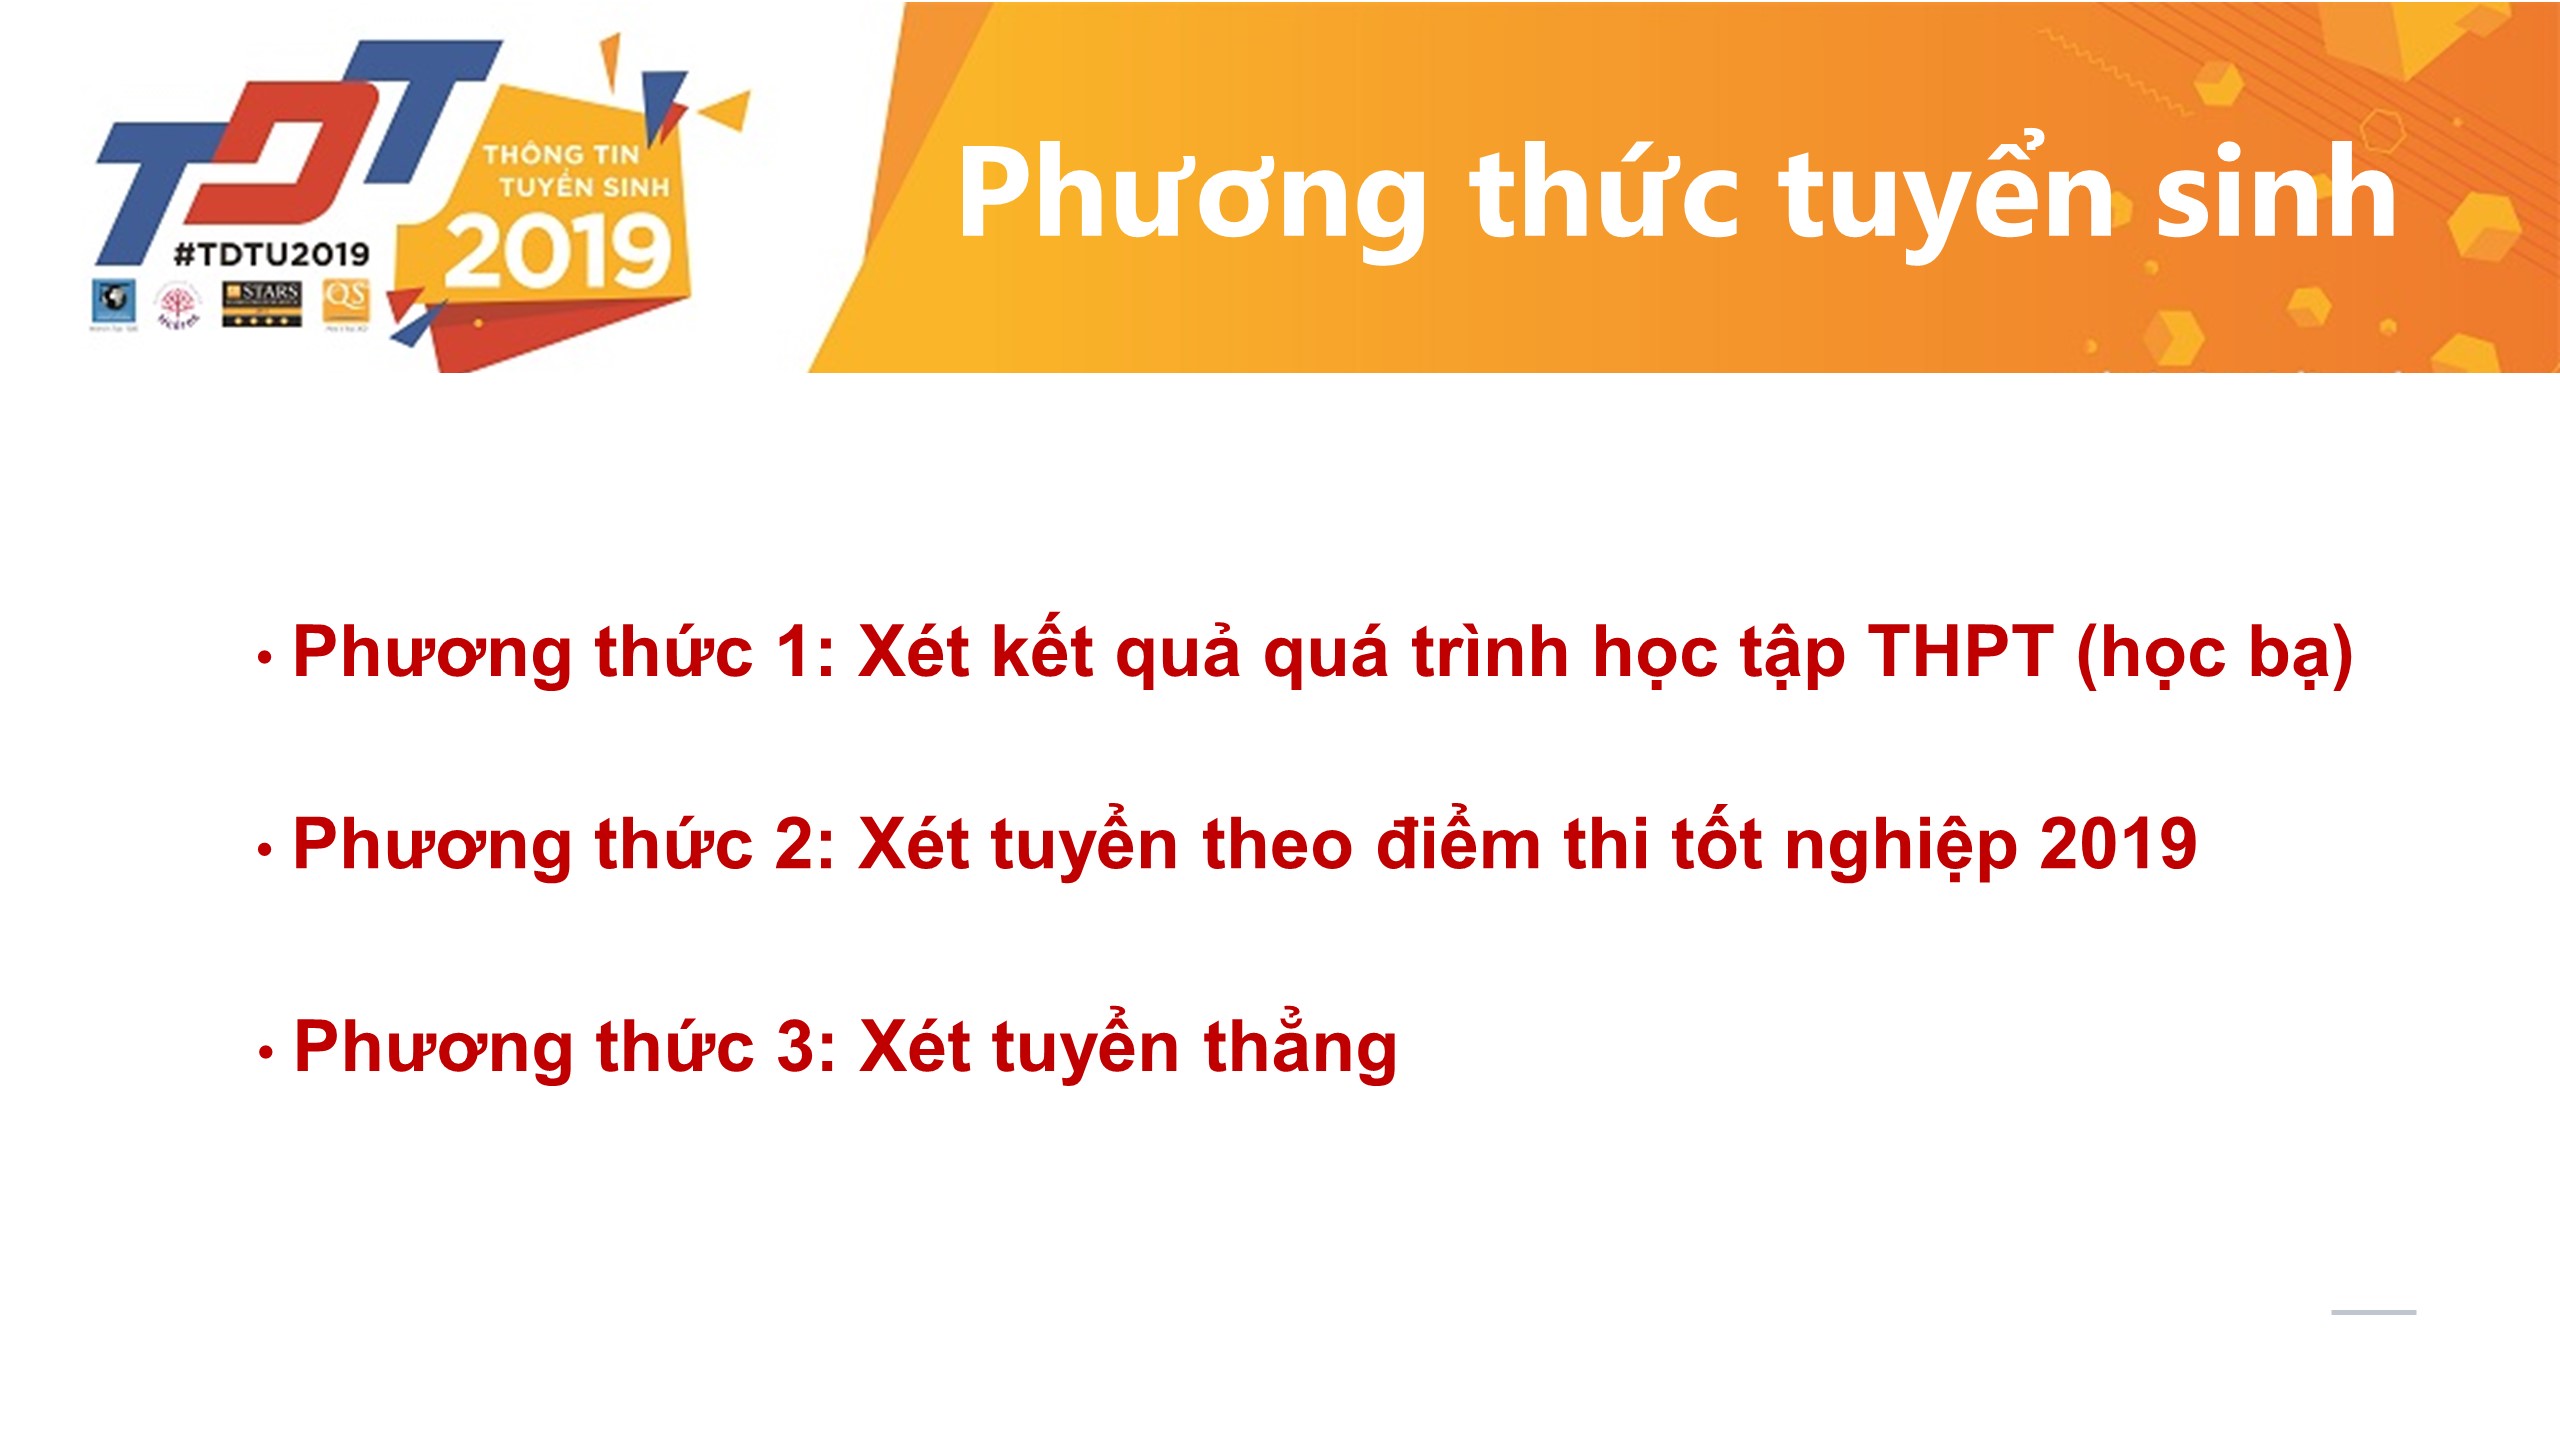 TDT
THÔNG TIN
TUYỂN SINH
2019
#TDTU2019
STARS
QS
Phương thức tuyển sinh
• Phương thức 1: Xét kết quả quá trình học tập THPT (học bạ)
• Phương thức 2: Xét tuyển theo điểm thi tốt nghiệp 2019
• Phương thức 3: Xét tuyển thẳng